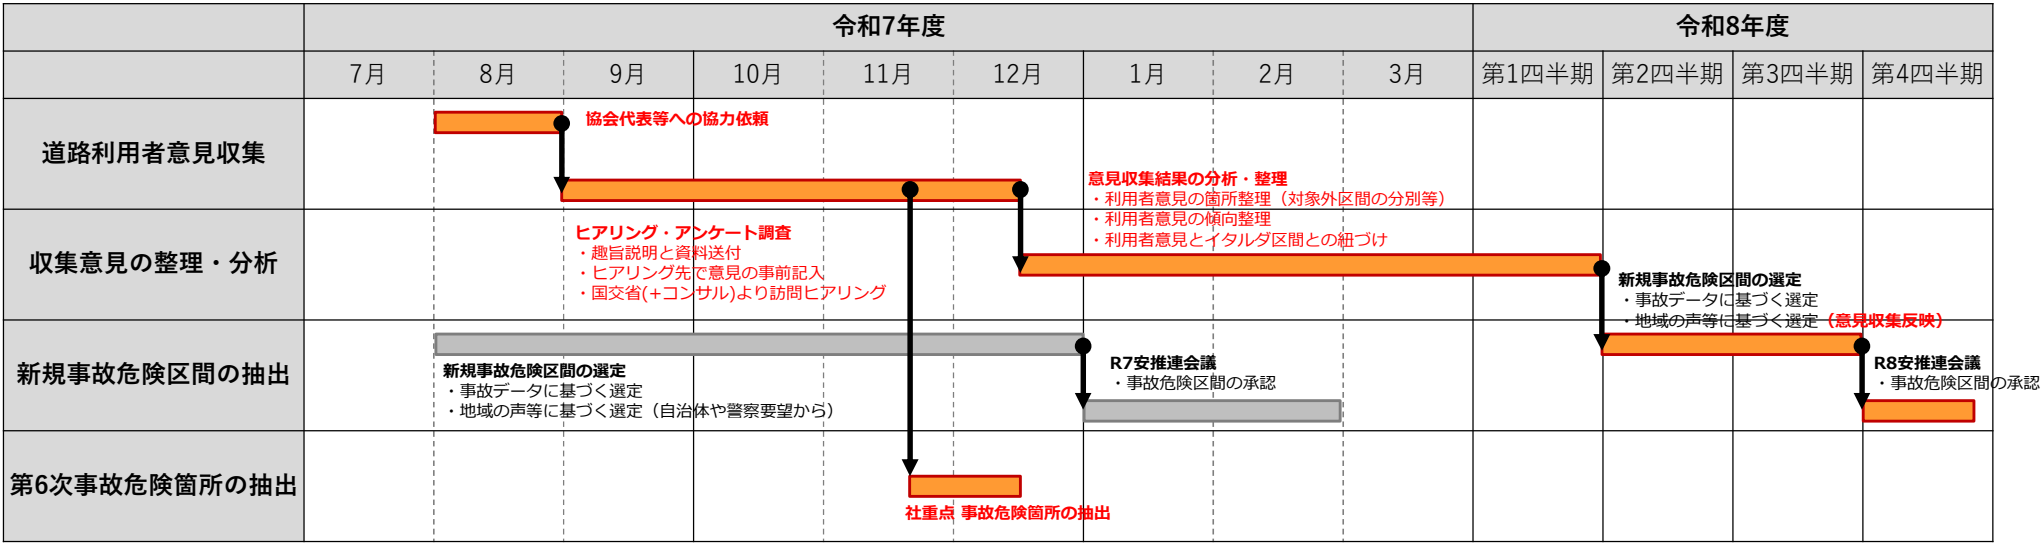 令和7年度 令和8年度
7月 8月 9月 10月 11月 12月 1月 2月 3月 第1四半期 第2四半期 第3四半期 第4四半期
道路利用者意見収集
協会代表等への協力依頼
ヒアリング・アンケート調査
・趣旨説明と資料送付
・ヒアリング先で意見の事前記入
・国交省(+コンサル)より訪問ヒアリング
収集意見の整理・分析
意見収集結果の分析・整理
・利用者意見の箇所整理（対象外区間の分別等）
・利用者意見の傾向整理
・利用者意見とイタルダ区間との紐づけ
新規事故危険区間の抽出
新規事故危険区間の選定
・事故データに基づく選定
・地域の声等に基づく選定（自治体や警察要望から）
R7安推連会議
・事故危険区間の承認
新規事故危険区間の選定
・事故データに基づく選定
・地域の声等に基づく選定（意見収集反映）
R8安推連会議
・事故危険区間の承認
第6次事故危険箇所の抽出
社重点 事故危険箇所の抽出